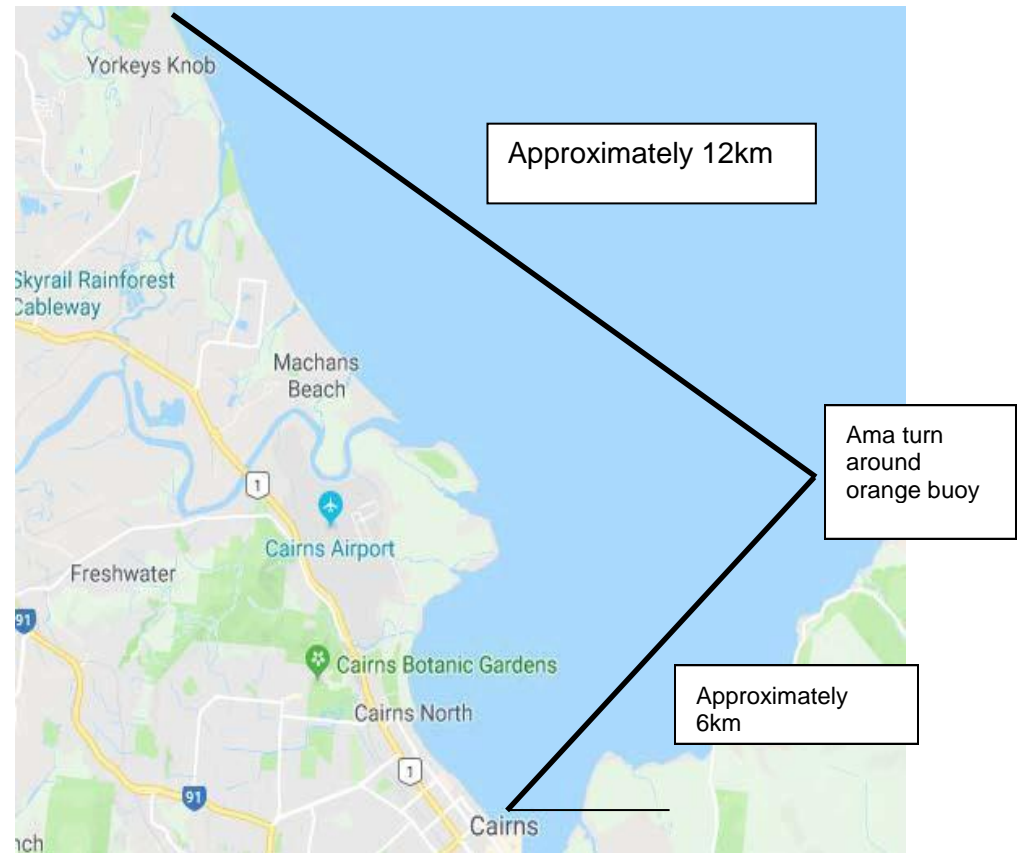 Yorkeys Knob
Approximately 12km
Skyrail Rainforest
Cableway
Machans
Beach
Ama turn
around
orange buoy
1
Cairns Airport
Freshwater
91
Cairns Botanic Gardens
Approximately
6km
Cairns North
1
91
Cairns
nch